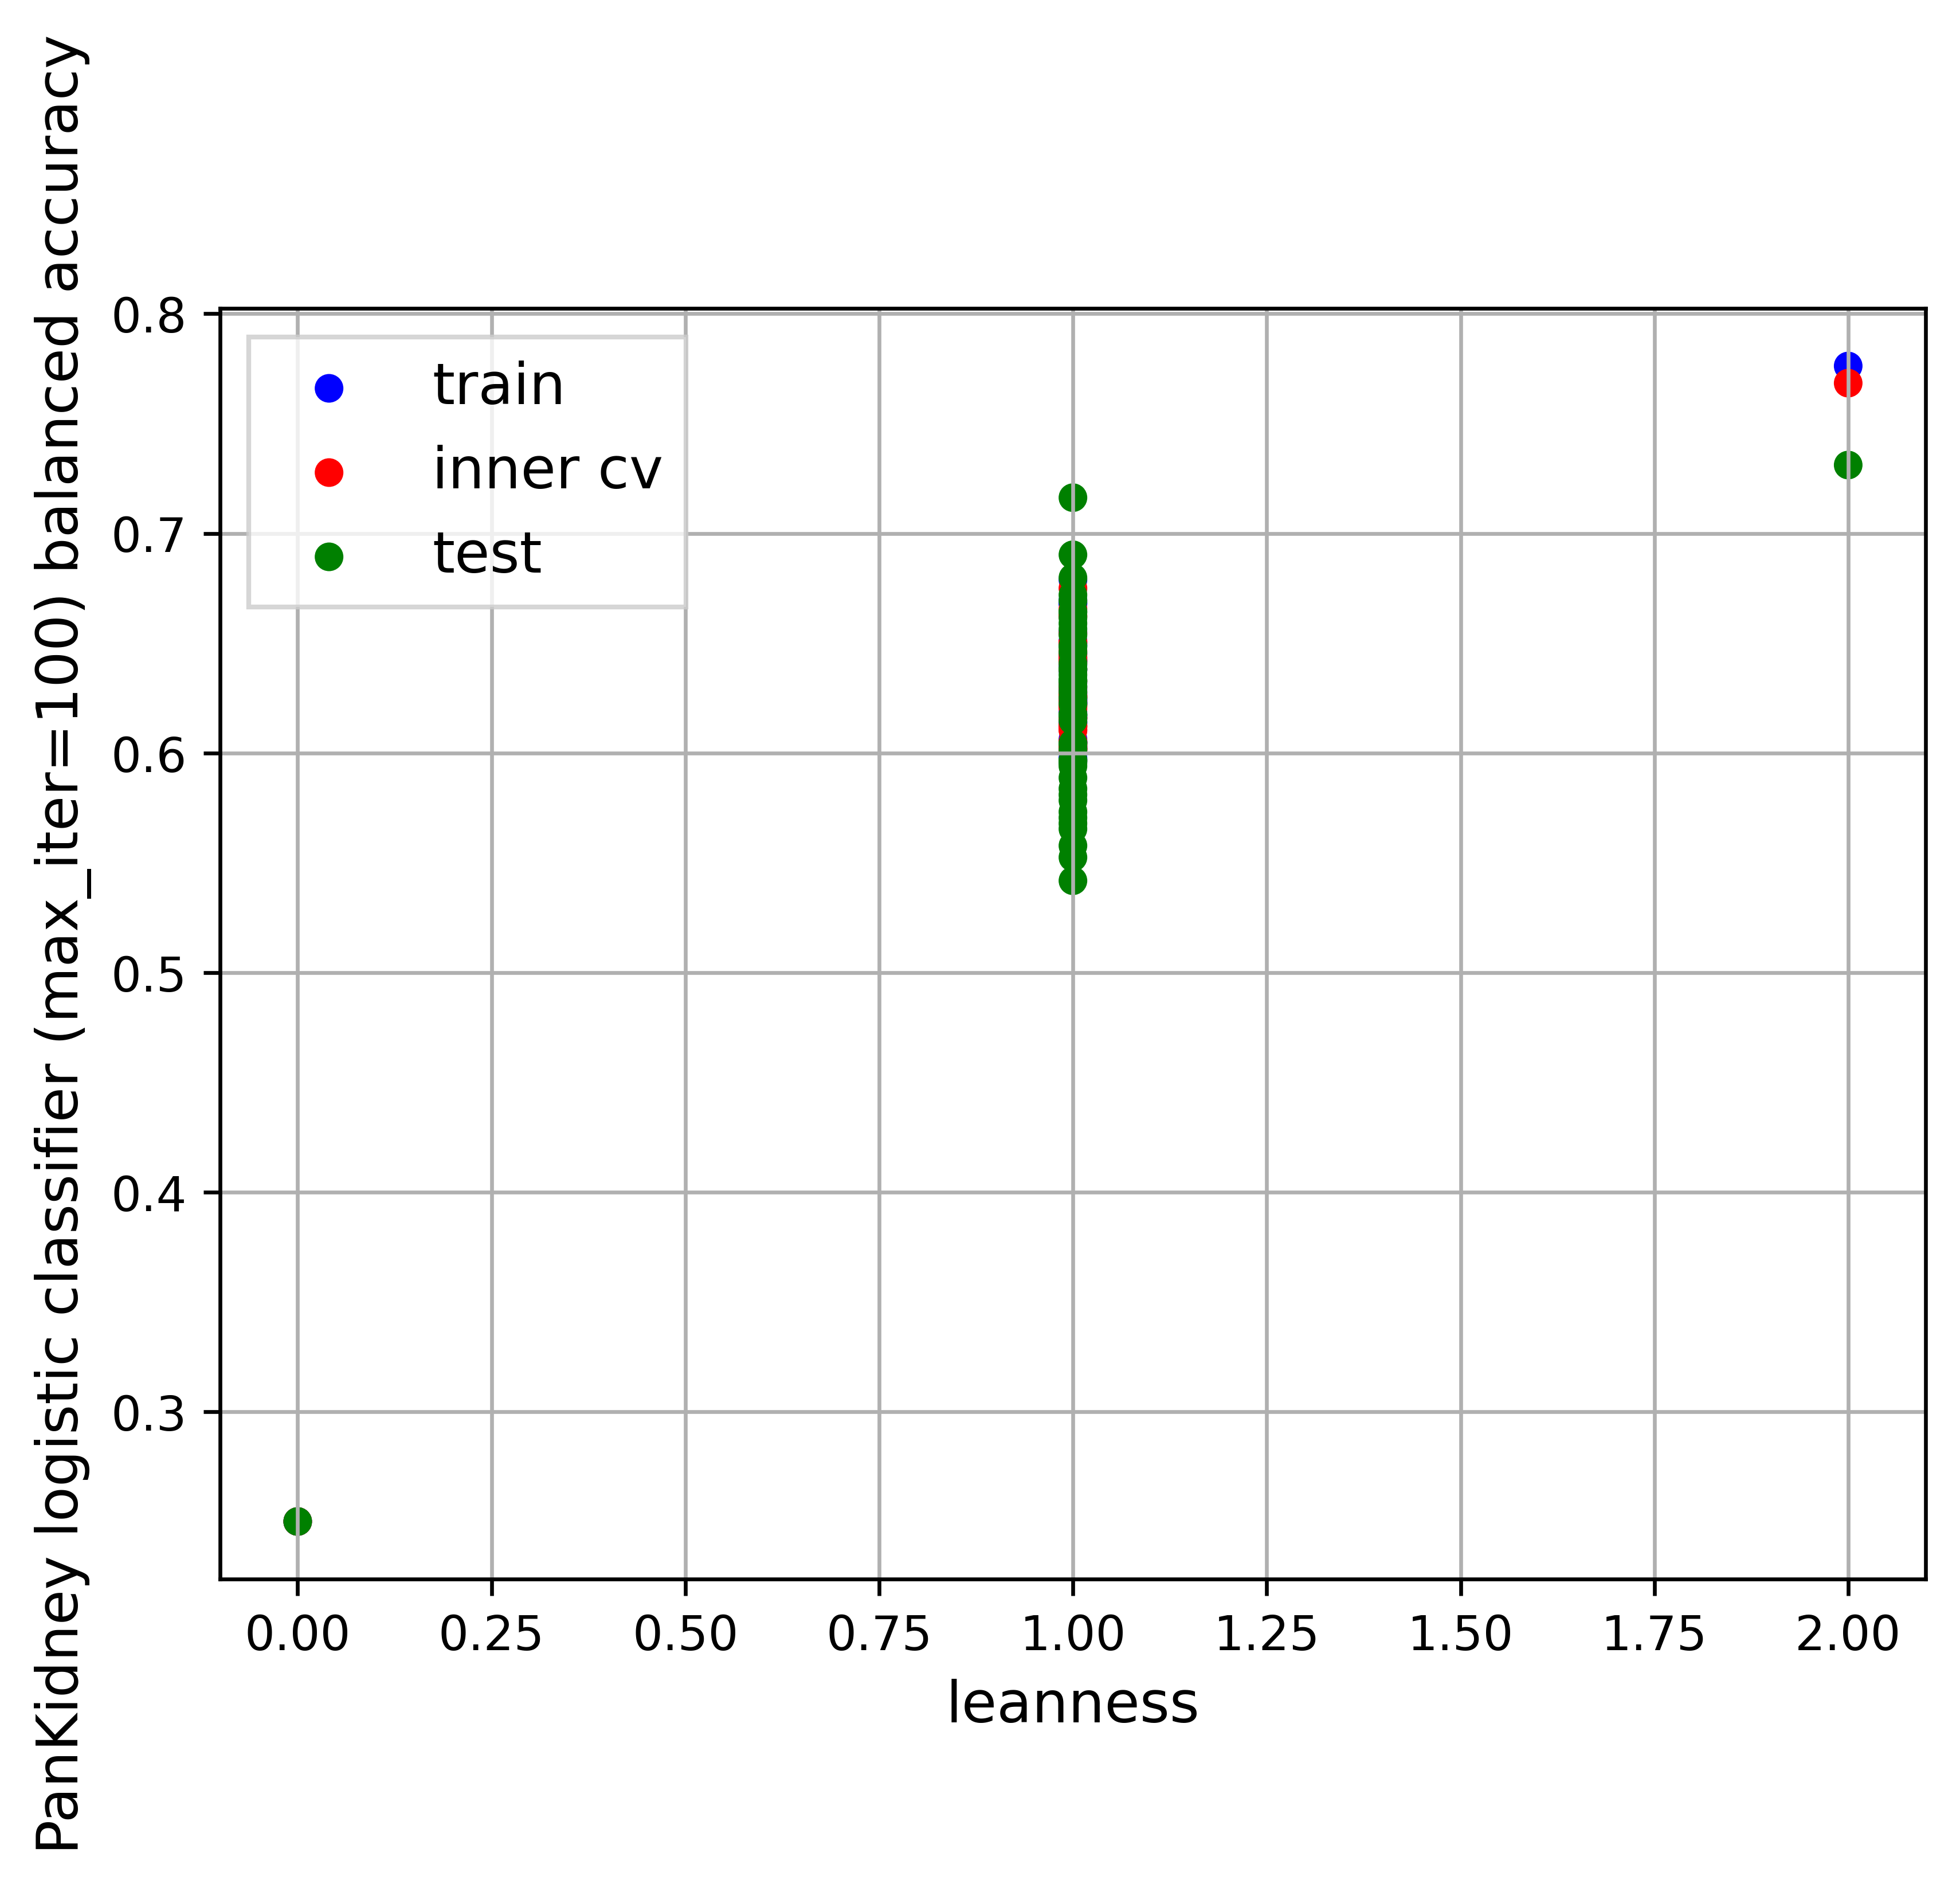 PanKidney logistic classifier (max_iter=100) balanced accuracy
0.8
0.7
0.6
0.5
0.4
0.3
train
inner cv
test
0.00 0.25 0.50 0.75 1.00 1.25 1.50 1.75 2.00
leanness